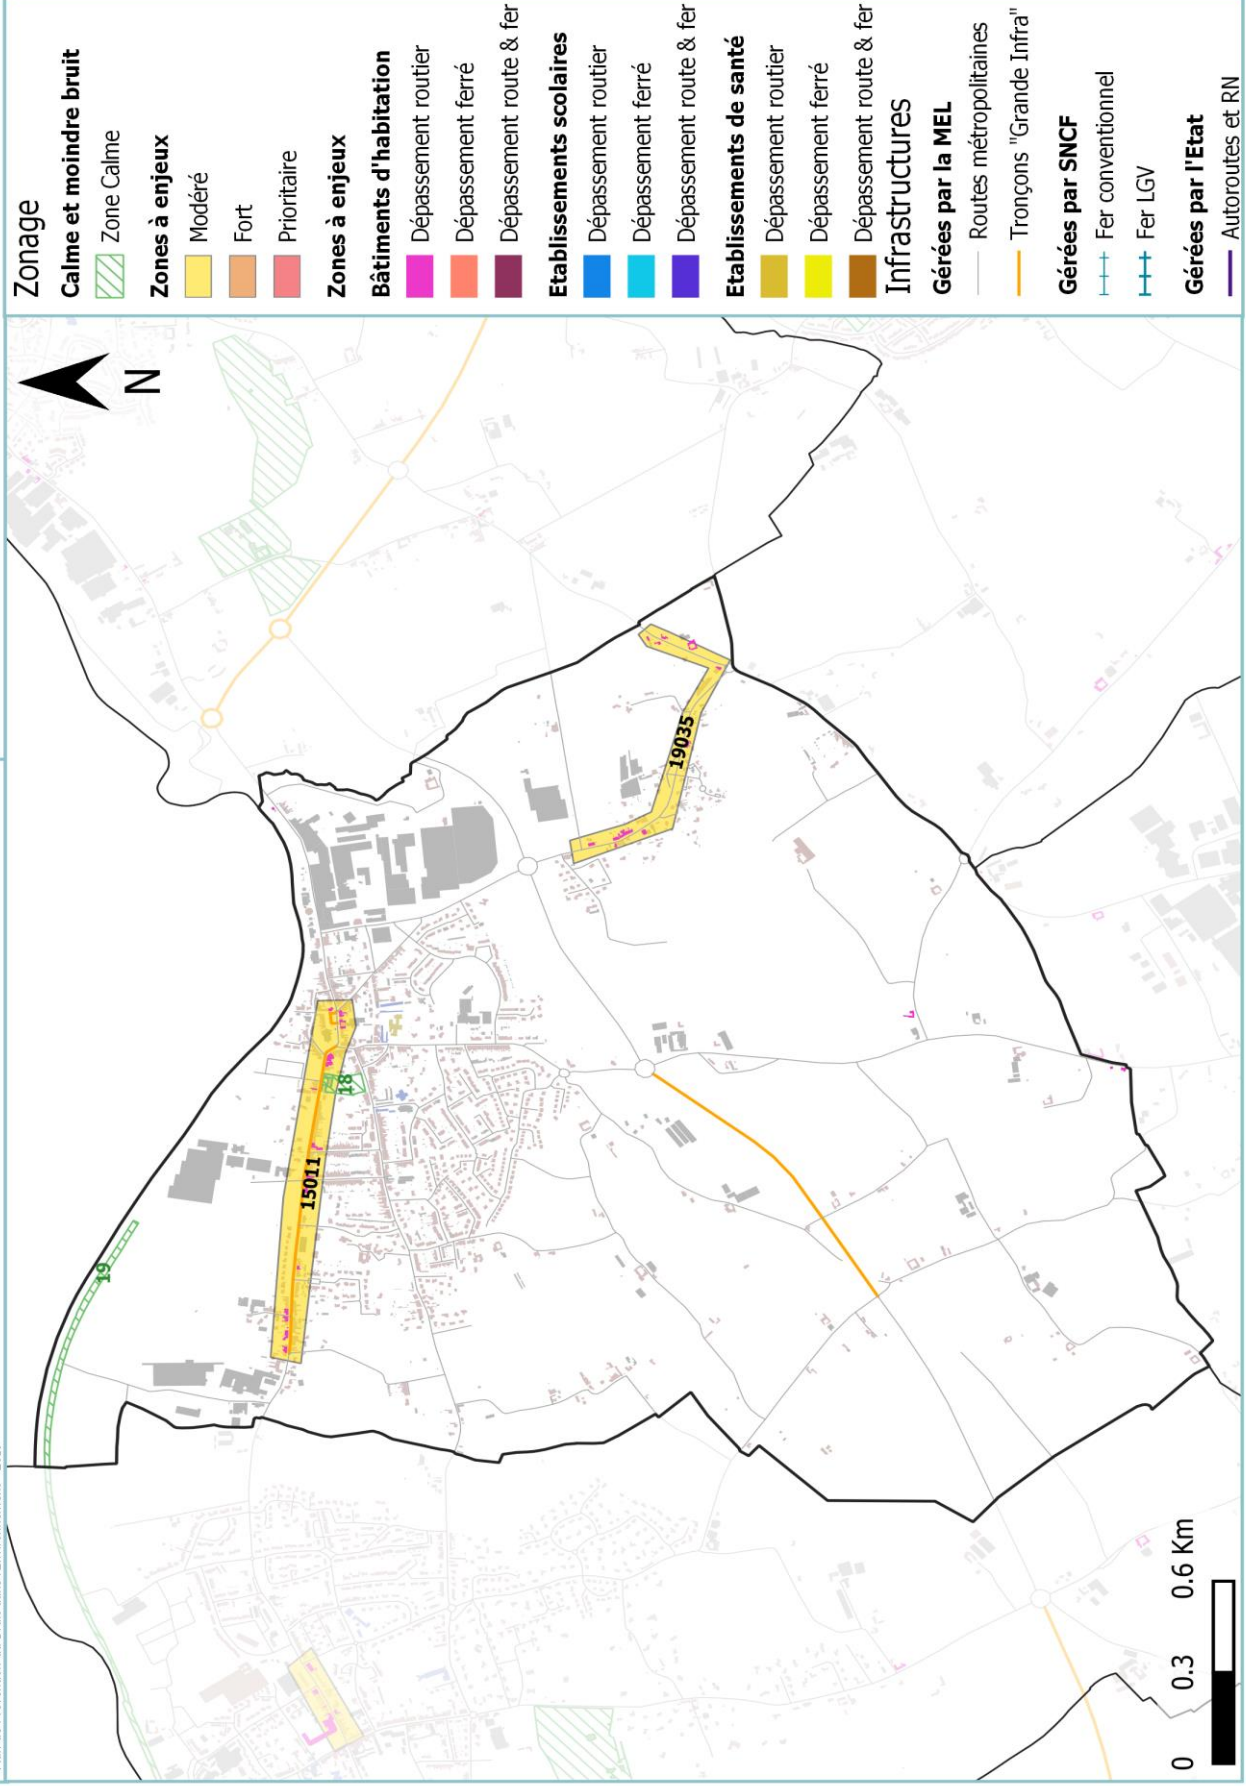 Zonage
Calme et moindre bruit
Zone Calme
Zones à enjeux
Modéré
Fort
Prioritaire
Zones à enjeux
Bâtiments d'habitation
Dépassement routier
Dépassement ferré
Dépassement route & fer
Etablissements scolaires
Dépassement routier
Dépassement ferré
Dépassement route & fer
Etablissements de santé
Dépassement routier
Dépassement ferré
Dépassement route & fer
Infrastructures
Gérées par la MEL
Routes métropolitaines
Tronçons "Grande Infra"
Gérées par SNCF
Fer conventionnel
Fer LGV
Gérées par l'Etat
Autoroutes et RN
N
19
18
15011
19035
0 0.3 0.6 Km